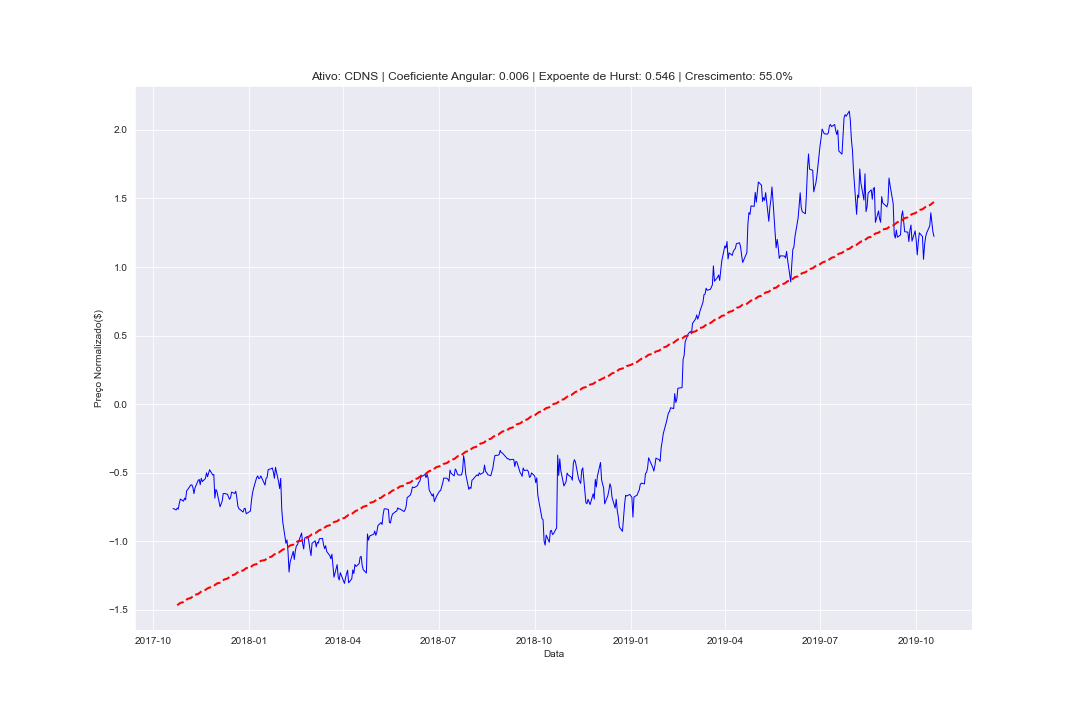 Ativo: CDNS | Coeficiente Angular: 0.006 | Expoente de Hurst: 0.546 | Crescimento: 55.0%
Preço Normalizado($)
2.0
1.5
1.0
0.5
0.0
−0.5
−1.0
−1.5
2017-10 2018-01 2018-04 2018-07 2018-10 2019-01 2019-04 2019-07 2019-10
Data